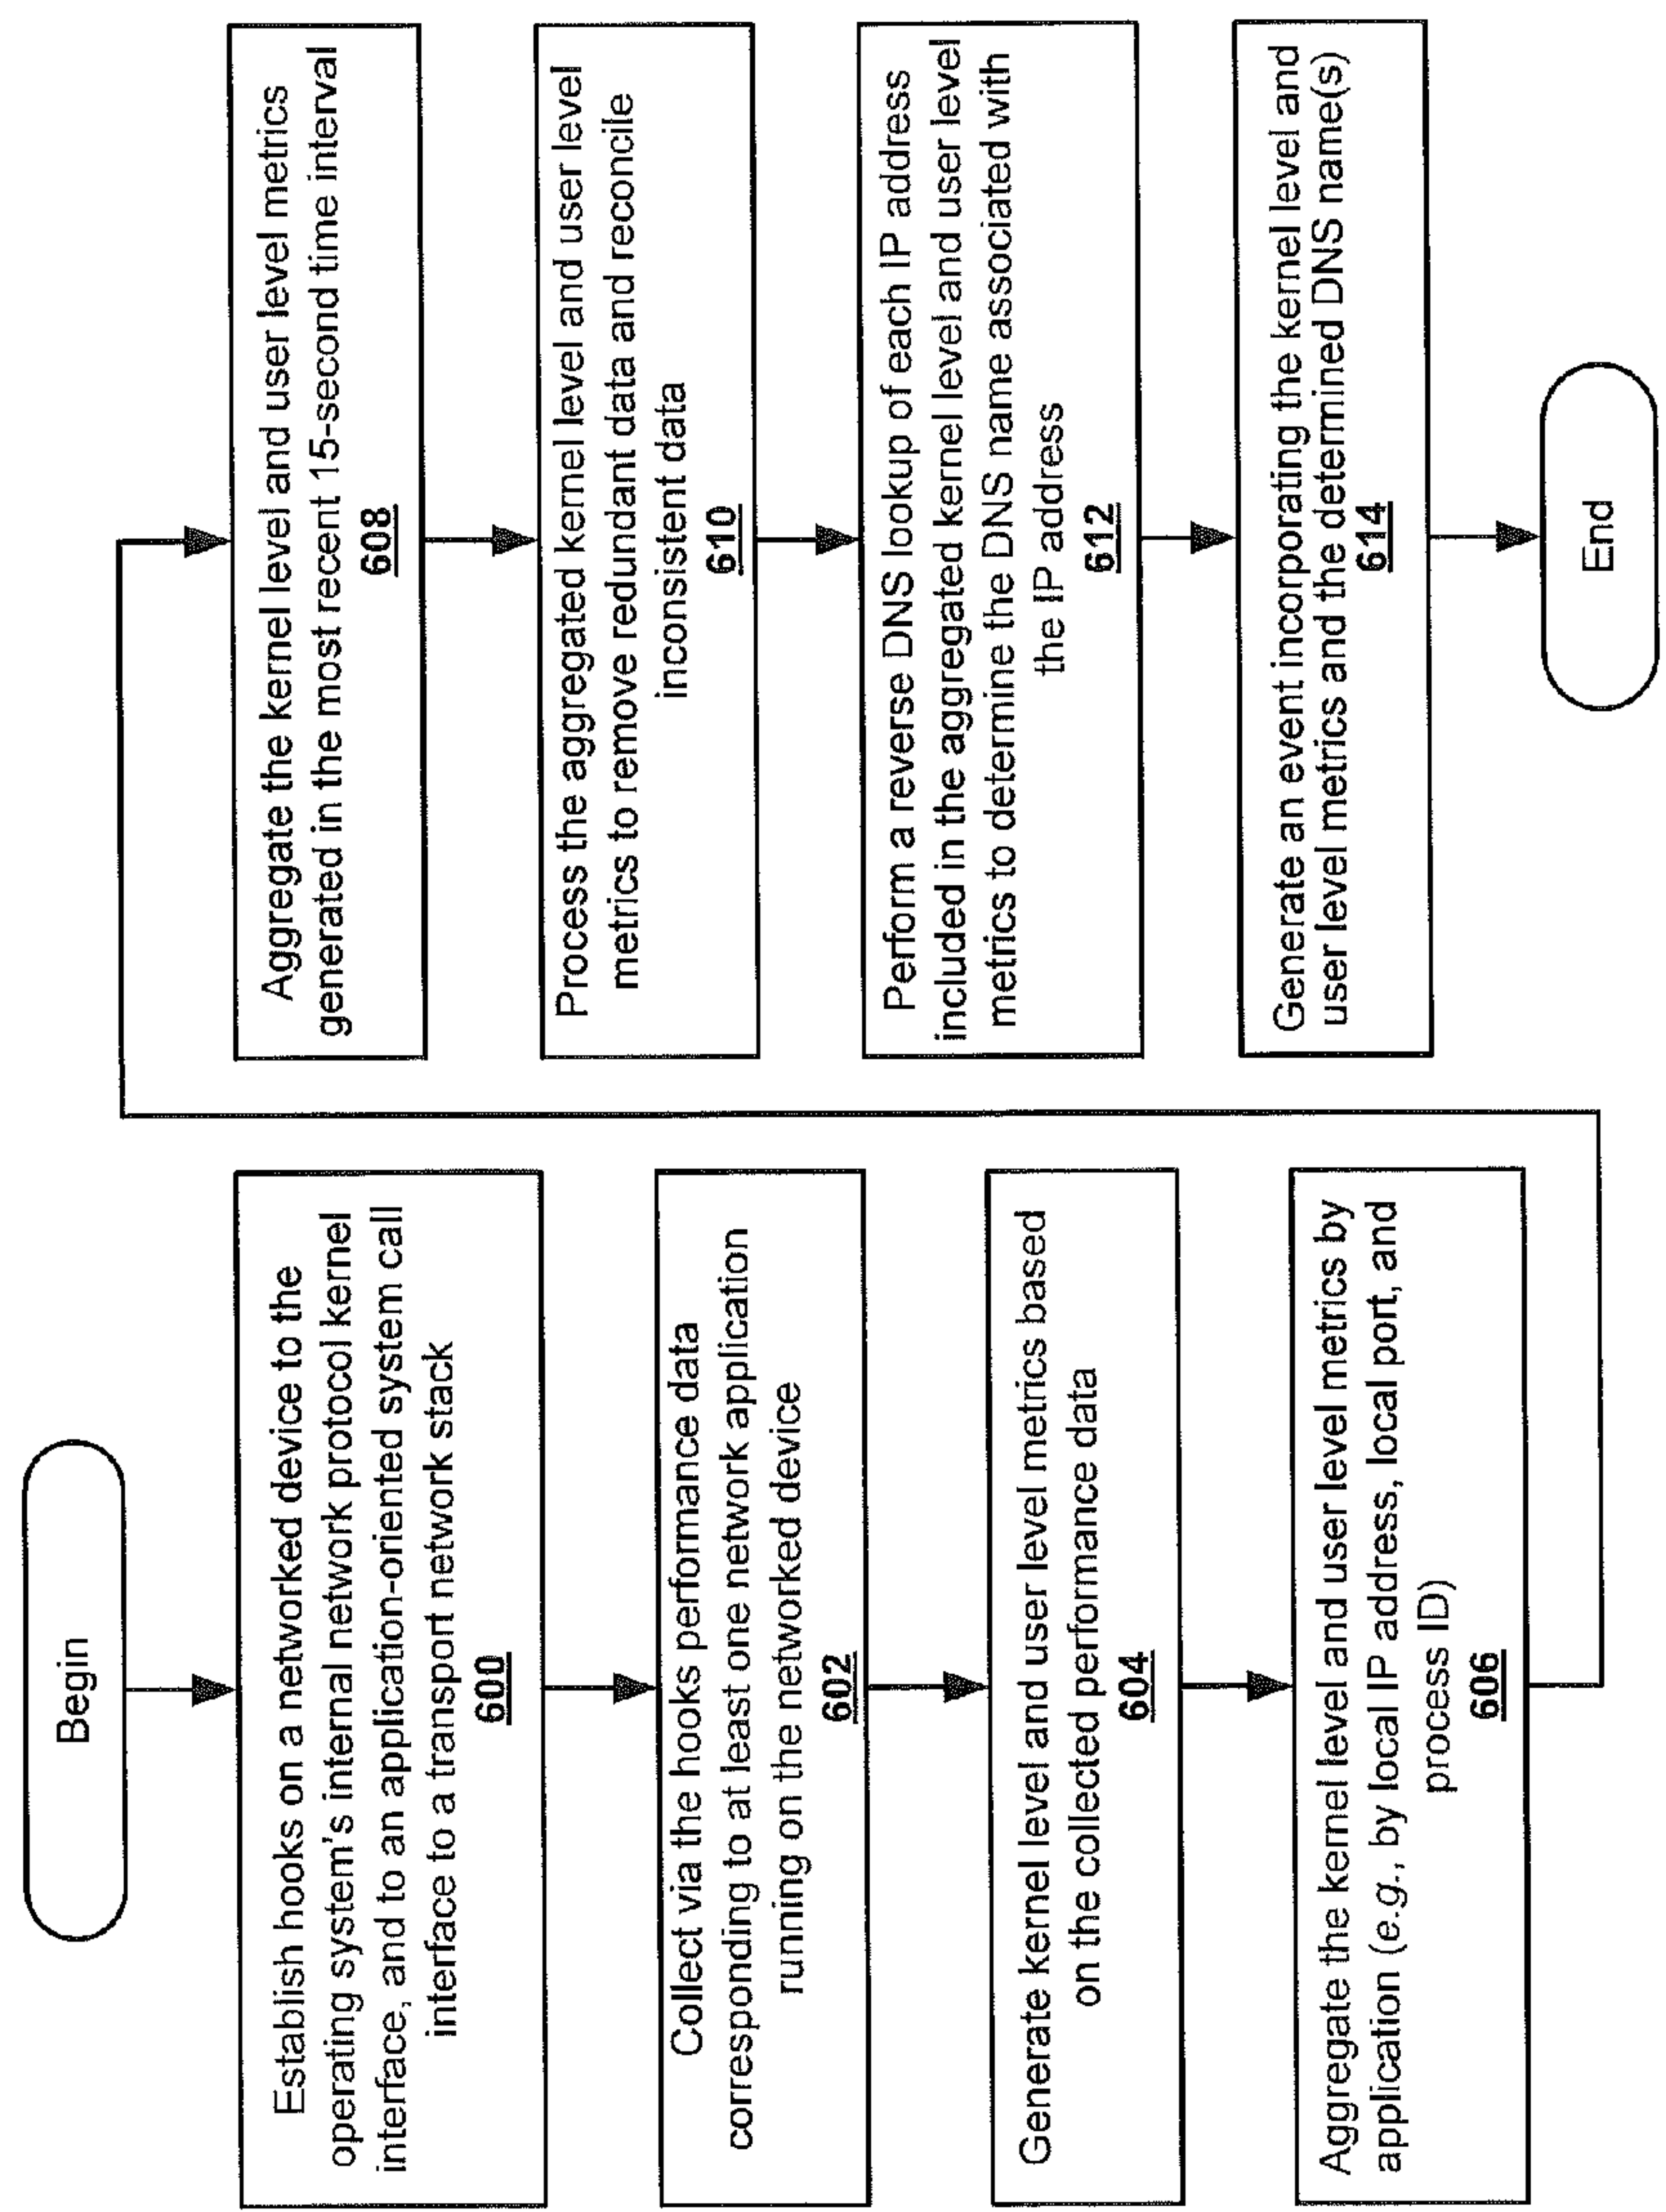 Begin
Establish hooks on a networked device to the
operating system's internal network protocol kernel
interface, and to an application-oriented system call
interface to a transport network stack
600
Collect via the hooks performance data
corresponding to at least one network application
running on the networked device
602
Generate kernel level and user level metrics based
on the collected performance data
604
Aggregate the kernel level and user level metrics by
application (e.g., by local IP address, local port, and
process ID)
606
Aggregate the kernel level and user level metrics
generated in the most recent 15-second time interval
608
Process the aggregated kernel level and user level
metrics to remove redundant data and reconcile
inconsistent data
610
Perform a reverse DNS lookup of each IP address
included in the aggregated kernel level and user level
metrics to determine the DNS name associated with
the IP address
612
Generate an event incorporating the kernel level and
user level metrics and the determined DNS name(s)
614
End